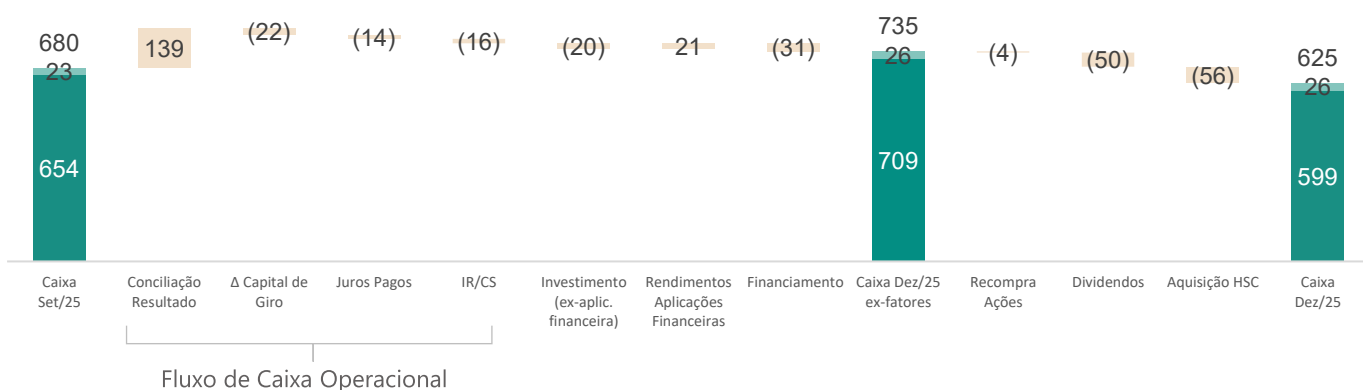 680
23
654
139
(22)
(14)
(16)
(20)
21
(31)
735
26
709
(4)
(50)
(56)
625
26
599
Caixa
Set/25
Conciliação
Resultado
Δ Capital de
Giro
Juros Pagos
IR/CS
Investimento
(ex-aplic.
financeira)
Rendimentos
Aplicações
Financeiras
Financiamento
Caixa Dez/25
ex-fatores
Recompra
Ações
Dividendos
Aquisição HSC
Caixa
Dez/25
Fluxo de Caixa Operacional